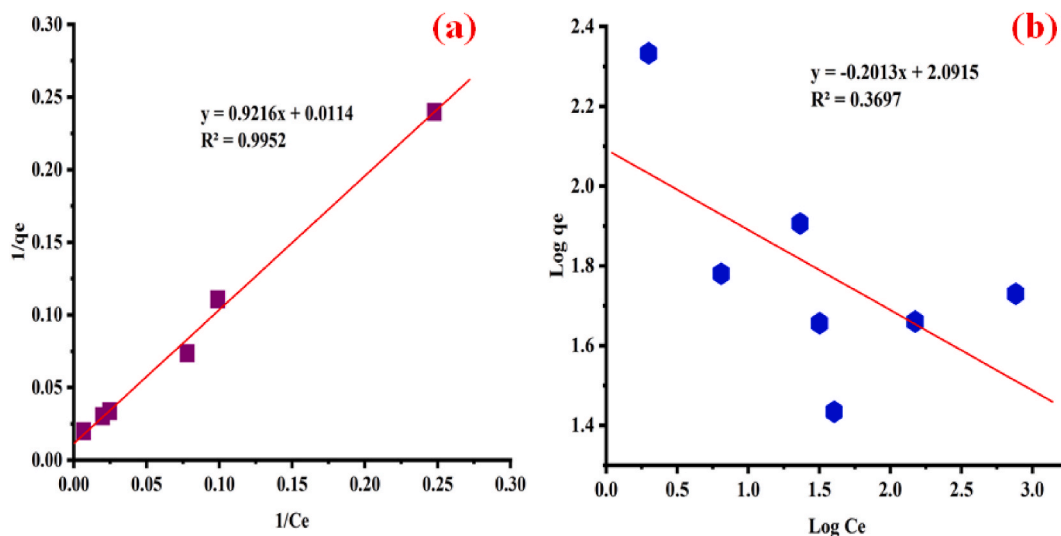 (a)
0.30
0.25
0.20
0.15
0.10
0.05
0.00
1/qe
y = 0.9216x + 0.0114
R² = 0.9952
0.00 0.05 0.10 0.15 0.20 0.25 0.30
1/Ce
(b)
2.4
2.2
2.0
1.8
1.6
1.4
Log qe
y = -0.2013x + 2.0915
R² = 0.3697
0.0 0.5 1.0 1.5 2.0 2.5 3.0
Log Ce